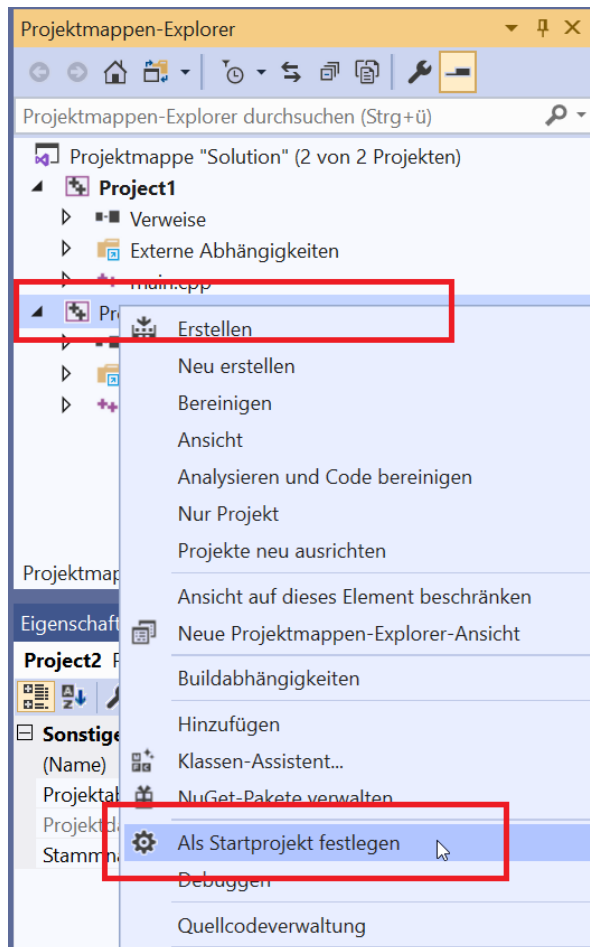 Projektmappen-Explorer
Projektmappen-Explorer durchsuchen (Strg+ü)
Projektmappe "Solution" (2 von 2 Projekten)
Project1
Verweise
Externe Abhängigkeiten
main.cpp
Erstellen
Neu erstellen
Bereinigen
Ansicht
Analysieren und Code bereinigen
Nur Projekt
Projekte neu ausrichten
Ansicht auf dieses Element beschränken
Neue Projektmappen-Explorer-Ansicht
Buildabhängigkeiten
Hinzufügen
Klassen-Assistent...
NuGet-Pakete verwalten
Als Startprojekt festlegen
Debuggen
Quellcodeverwaltung
Projektmap
Eigenschaft
Project2 P
Sonstige
(Name)
Projektab
Projektda
Stammna